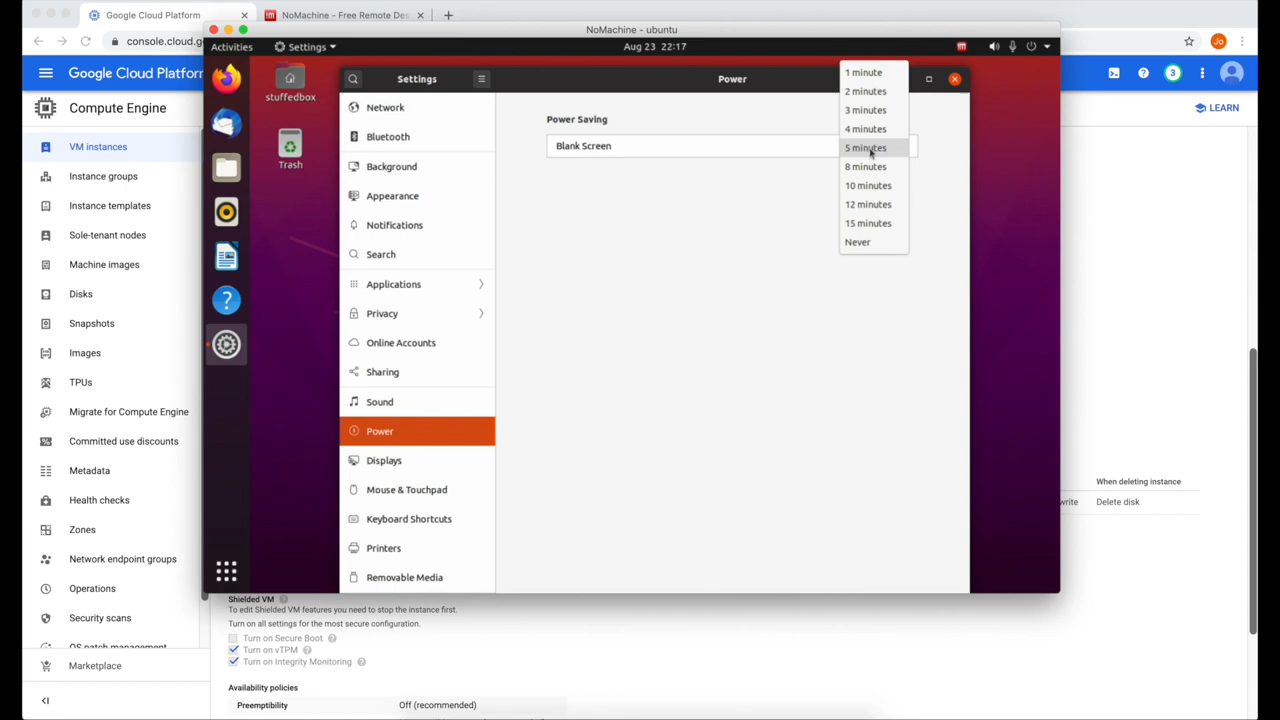 Google Cloud Platform
NoMachine - Free Remote Des
console.cloud.g
Jo
NoMachine - ubuntu
Activities
Settings
Aug 23 22:17
Google Cloud Platform
3
Compute Engine
LEARN
VM instances
Instance groups
Instance templates
Sole-tenant nodes
Machine images
Disks
Snapshots
Images
TPUs
Migrate for Compute Engine
Committed use discounts
Metadata
Health checks
Zones
Network endpoint groups
Operations
Security scans
OS patch management
Marketplace
stuffedbox
Trash
Settings
Network
Bluetooth
Background
Appearance
Notifications
Search
Applications
Privacy
Online Accounts
Sharing
Sound
Power
Displays
Mouse & Touchpad
Keyboard Shortcuts
Printers
Removable Media
Power
Power Saving
Blank Screen
1 minute
2 minutes
3 minutes
4 minutes
5 minutes
8 minutes
10 minutes
12 minutes
15 minutes
Never
When deleting instance
write
Delete disk
Shielded VM
To edit Shielded VM features you need to stop the instance first.
Turn on all settings for the most secure configuration.
Turn on Secure Boot
Turn on vTPM
Turn on Integrity Monitoring
Availability policies
Preemptibility
Off (recommended)